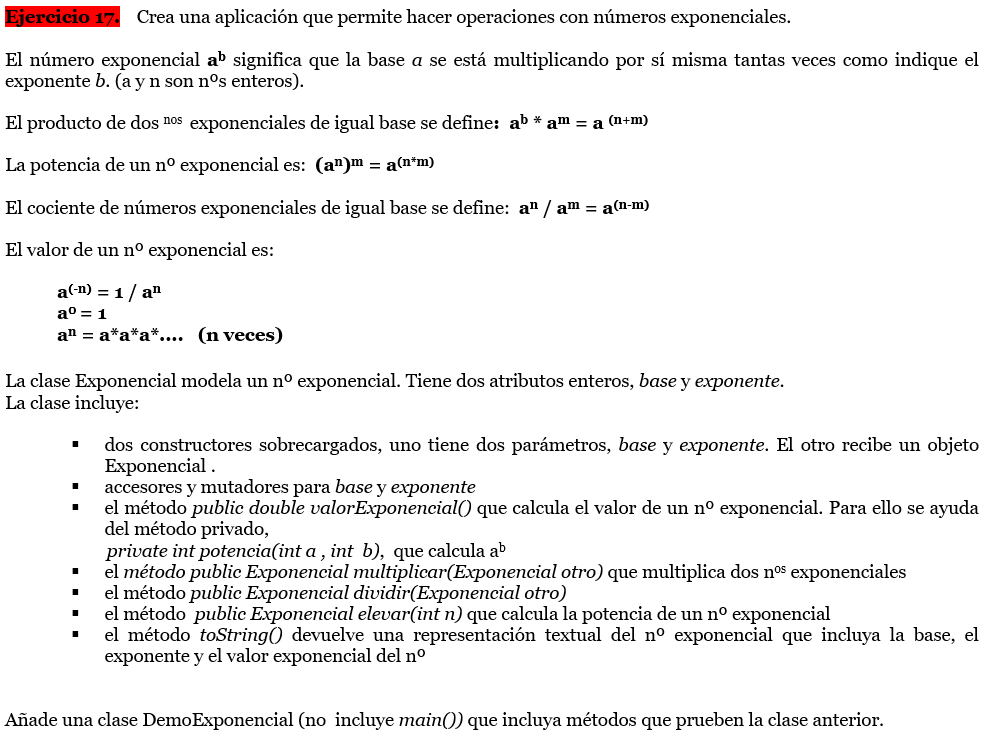 Ejercicio 17. Crea una aplicación que permite hacer operaciones con números exponenciales.
El número exponencial aᵇ significa que la base a se está multiplicando por sí misma tantas veces como indique el
exponente b. (a y n son nºs enteros).
El producto de dos ⁿᵒˢ exponenciales de igual base se define: aᵇ * aᵐ = a ⁽ⁿ⁺ᵐ⁾
La potencia de un nº exponencial es: (aⁿ)ᵐ = a⁽ⁿ*ᵐ⁾
El cociente de números exponenciales de igual base se define: aⁿ / aᵐ = a⁽ⁿ⁻ᵐ⁾
El valor de un nº exponencial es:
a⁽⁻ⁿ⁾ = 1 / aⁿ
a⁰ = 1
aⁿ = a*a*a*.... (n veces)
La clase Exponencial modela un nº exponencial. Tiene dos atributos enteros, base y exponente.
La clase incluye:
▪ dos constructores sobrecargados, uno tiene dos parámetros, base y exponente. El otro recibe un objeto
Exponencial .
▪ accesores y mutadores para base y exponente
▪ el método public double valorExponencial() que calcula el valor de un nº exponencial. Para ello se ayuda
del método privado,
private int potencia(int a , int b), que calcula aᵇ
▪ el método public Exponencial multiplicar(Exponencial otro) que multiplica dos nᵒˢ exponenciales
▪ el método public Exponencial dividir(Exponencial otro)
▪ el método public Exponencial elevar(int n) que calcula la potencia de un nº exponencial
▪ el método toString() devuelve una representación textual del nº exponencial que incluya la base, el
exponente y el valor exponencial del nº
Añade una clase DemoExponencial (no incluye main()) que incluya métodos que prueben la clase anterior.